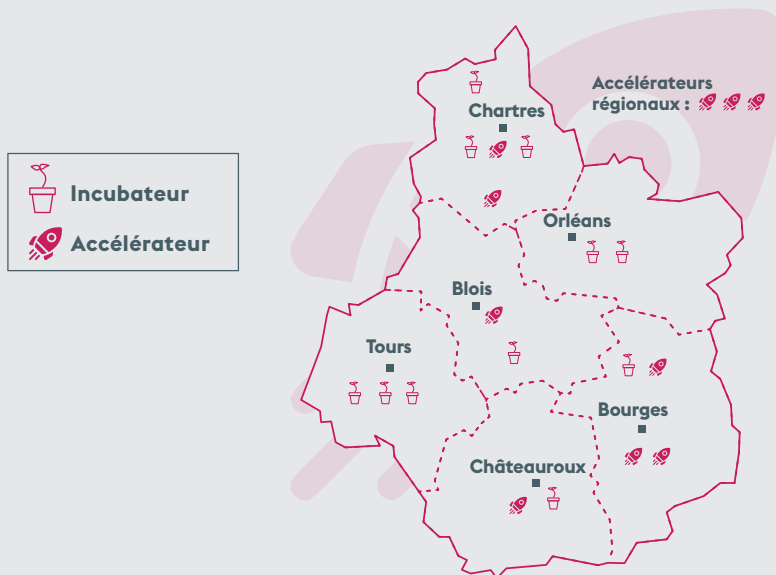 Accélérateurs
régionaux :
Chartres
Incubateur
Accélérateur
Orléans
Blois
Tours
Bourges
Châteauroux